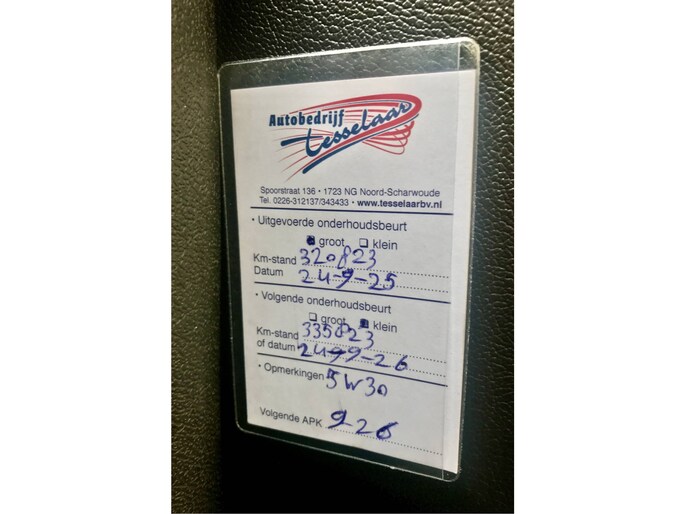 Autobedrijf
Tesselaar
Spoorstraat 136 • 1723 NG Noord-Scharwoude
Tel. 0226-312137/343433 • www.tesselaarbv.nl
• Uitgevoerde onderhoudsbeurt
groot klein
Km-stand 320823
Datum 24-9-25
• Volgende onderhoudsbeurt
groot klein
Km-stand 335823
of datum 24-9-26
• Opmerkingen 5W30
Volgende APK 9-26